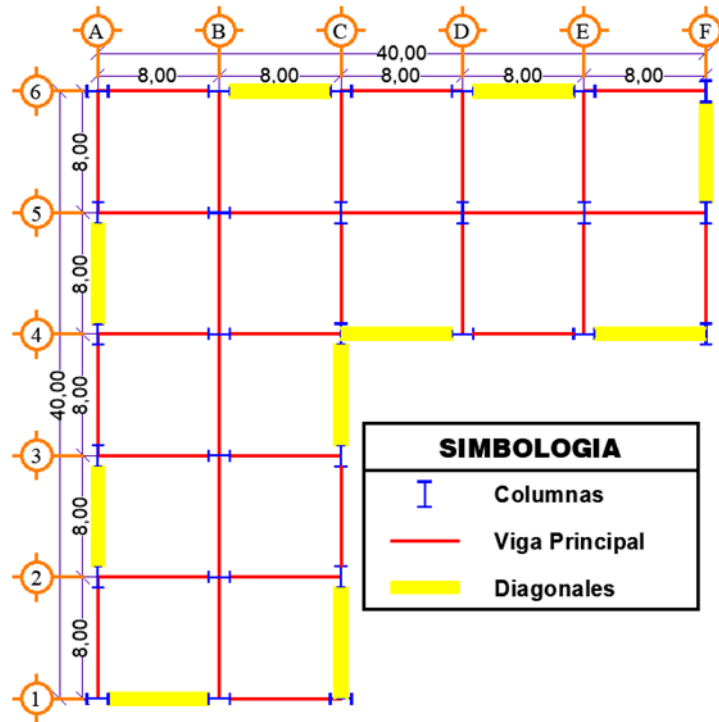 A B C D E F
40,00
8,00 8,00 8,00 8,00 8,00
6
8,00
5
8,00
4
40,00
8,00
3
8,00
2
8,00
1
SIMBOLOGIA
Columnas
Viga Principal
Diagonales